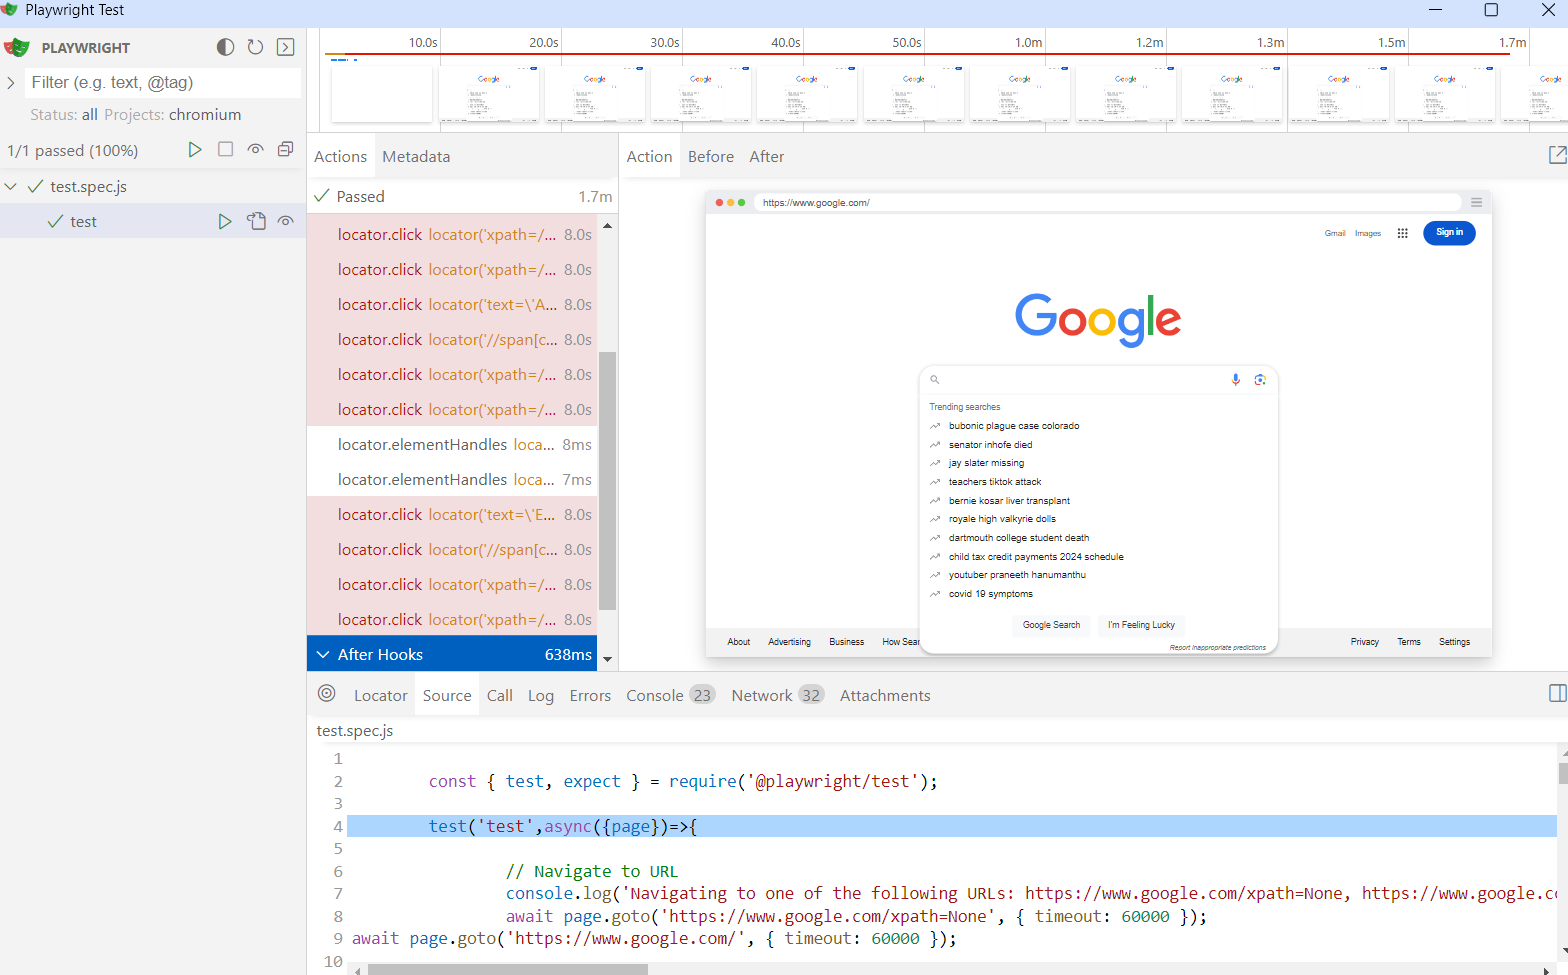 Playwright Test
PLAYWRIGHT
Filter (e.g. text, @tag)
Status: all Projects: chromium
1/1 passed (100%)
test.spec.js
test
10.0s 20.0s 30.0s 40.0s 50.0s 1.0m 1.2m 1.3m 1.5m 1.7m
Google Google Google Google Google Google Google Google Google Google Google
Actions Metadata
Passed 1.7m
locator.click locator('xpath=/... 8.0s
locator.click locator('xpath=/... 8.0s
locator.click locator('text=\'A... 8.0s
locator.click locator('//span[c... 8.0s
locator.click locator('xpath=/... 8.0s
locator.click locator('xpath=/... 8.0s
locator.elementHandles loca... 8ms
locator.elementHandles loca... 7ms
locator.click locator('text=\'E... 8.0s
locator.click locator('//span[c... 8.0s
locator.click locator('xpath=/... 8.0s
locator.click locator('xpath=/... 8.0s
After Hooks 638ms
Action Before After
https://www.google.com/
Gmail Images Sign in
Google
Trending searches
bubonic plague case colorado
senator inhofe died
jay slater missing
teachers tiktok attack
bernie kosar liver transplant
royale high valkyrie dolls
dartmouth college student death
child tax credit payments 2024 schedule
youtuber praneeth hanumanthu
covid 19 symptoms
Google Search I'm Feeling Lucky
Report inappropriate predictions
About Advertising Business How Sear Privacy Terms Settings
Locator Source Call Log Errors Console 23 Network 32 Attachments
test.spec.js
1
2 const { test, expect } = require('@playwright/test');
3
4 test('test',async({page})=>{
5
6 // Navigate to URL
7 console.log('Navigating to one of the following URLs: https://www.google.com/xpath=None, https://www.google.co
8 await page.goto('https://www.google.com/xpath=None', { timeout: 60000 });
9 await page.goto('https://www.google.com/', { timeout: 60000 });
10